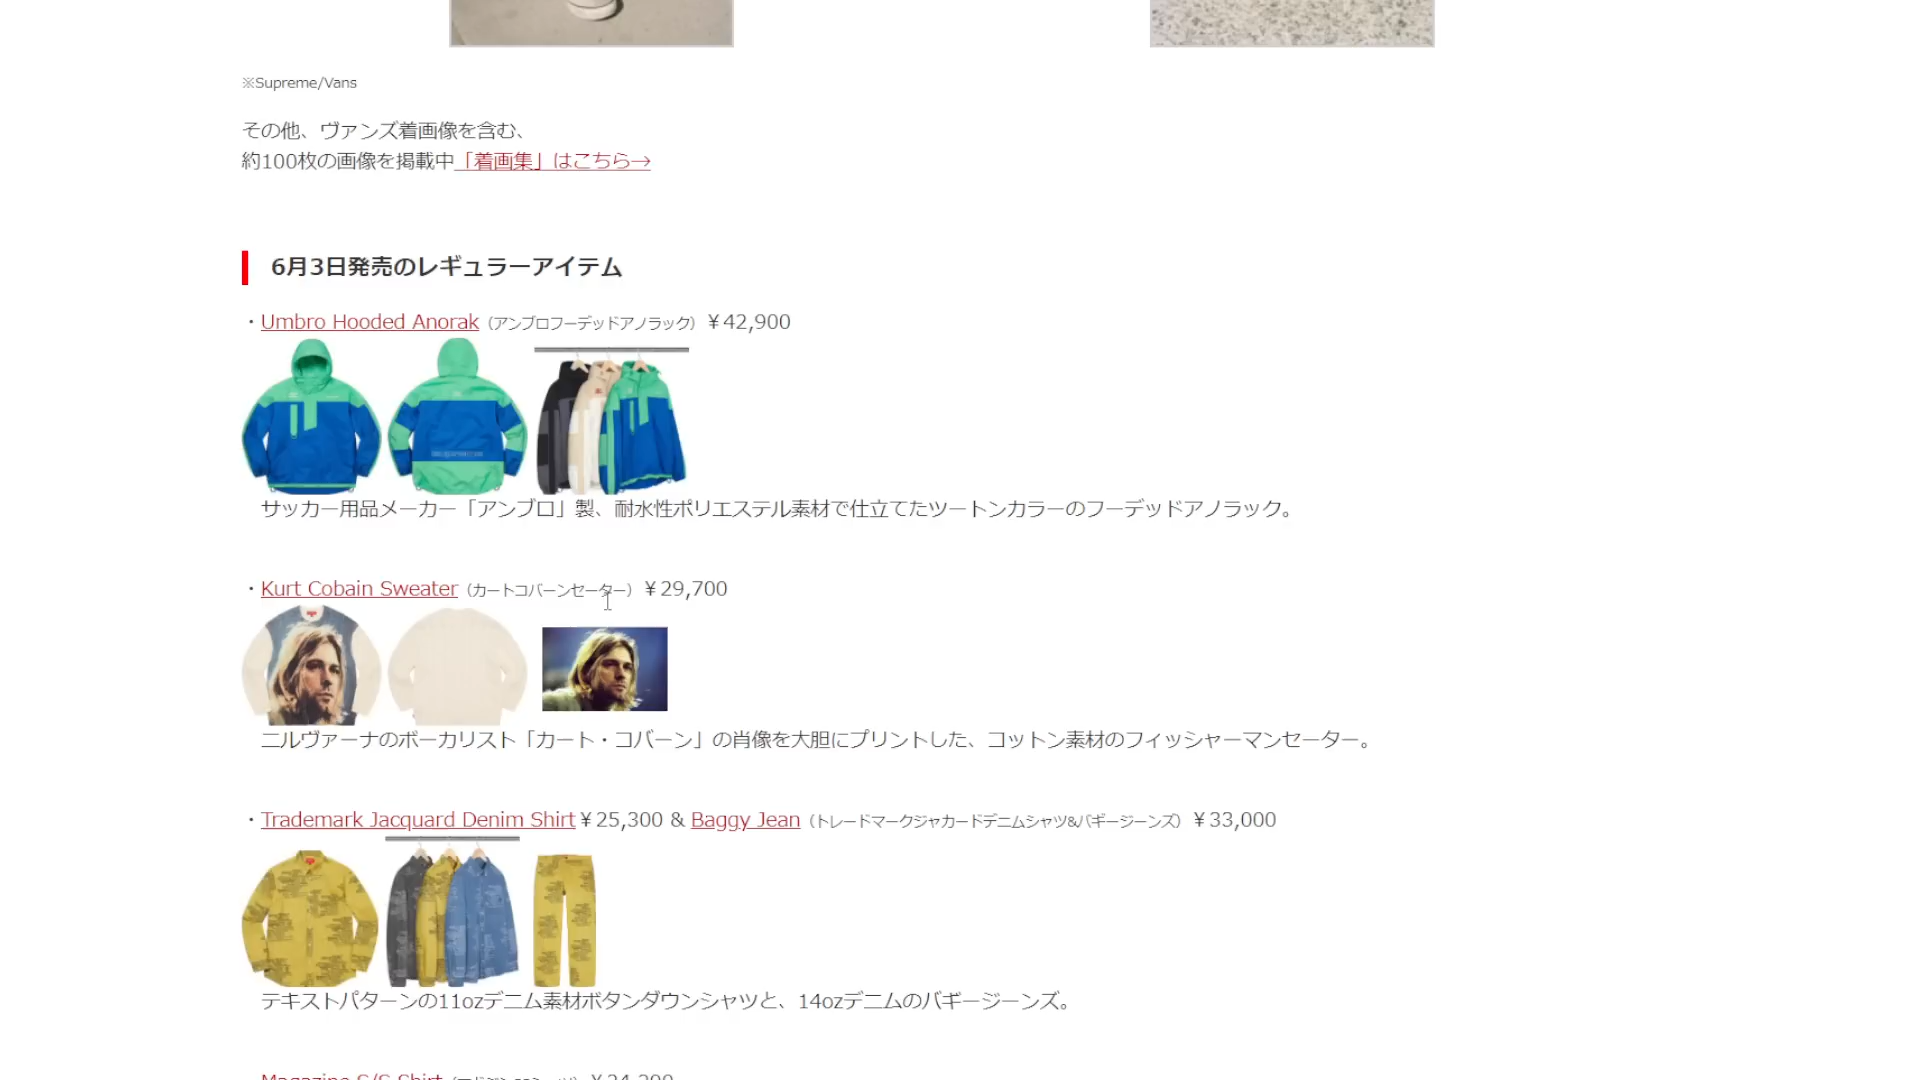 ※Supreme/Vans
その他、ヴァンズ着画像を含む、
約100枚の画像を掲載中「着画集」はこちら→
6月3日発売のレギュラーアイテム
・Umbro Hooded Anorak（アンブロフーデッドアノラック）￥42,900
サッカー用品メーカー「アンブロ」製、耐水性ポリエステル素材で仕立てたツートンカラーのフーデッドアノラック。
・Kurt Cobain Sweater（カートコバーンセーター）￥29,700
ニルヴァーナのボーカリスト「カート・コバーン」の肖像を大胆にプリントした、コットン素材のフィッシャーマンセーター。
・Trademark Jacquard Denim Shirt￥25,300 & Baggy Jean（トレードマークジャカードデニムシャツ&バギージーンズ）￥33,000
テキストパターンの11ozデニム素材ボタンダウンシャツと、14ozデニムのバギージーンズ。
Magazine S/S Shirt ￥24,200